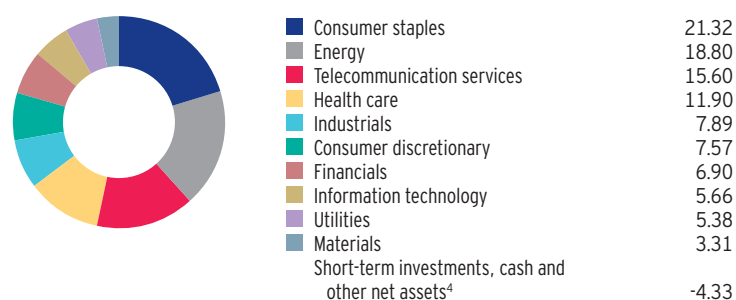 Consumer staples 21.32
Energy 18.80
Telecommunication services 15.60
Health care 11.90
Industrials 7.89
Consumer discretionary 7.57
Financials 6.90
Information technology 5.66
Utilities 5.38
Materials 3.31
Short-term investments, cash and
other net assets⁴ -4.33